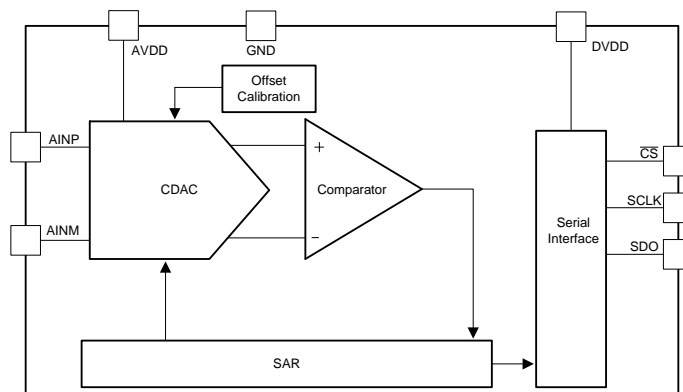 AVDD
GND
DVDD
Offset
Calibration
AINP
CDAC
+
Comparator
−
AINM
CS
SCLK
SDO
Serial
Interface
SAR